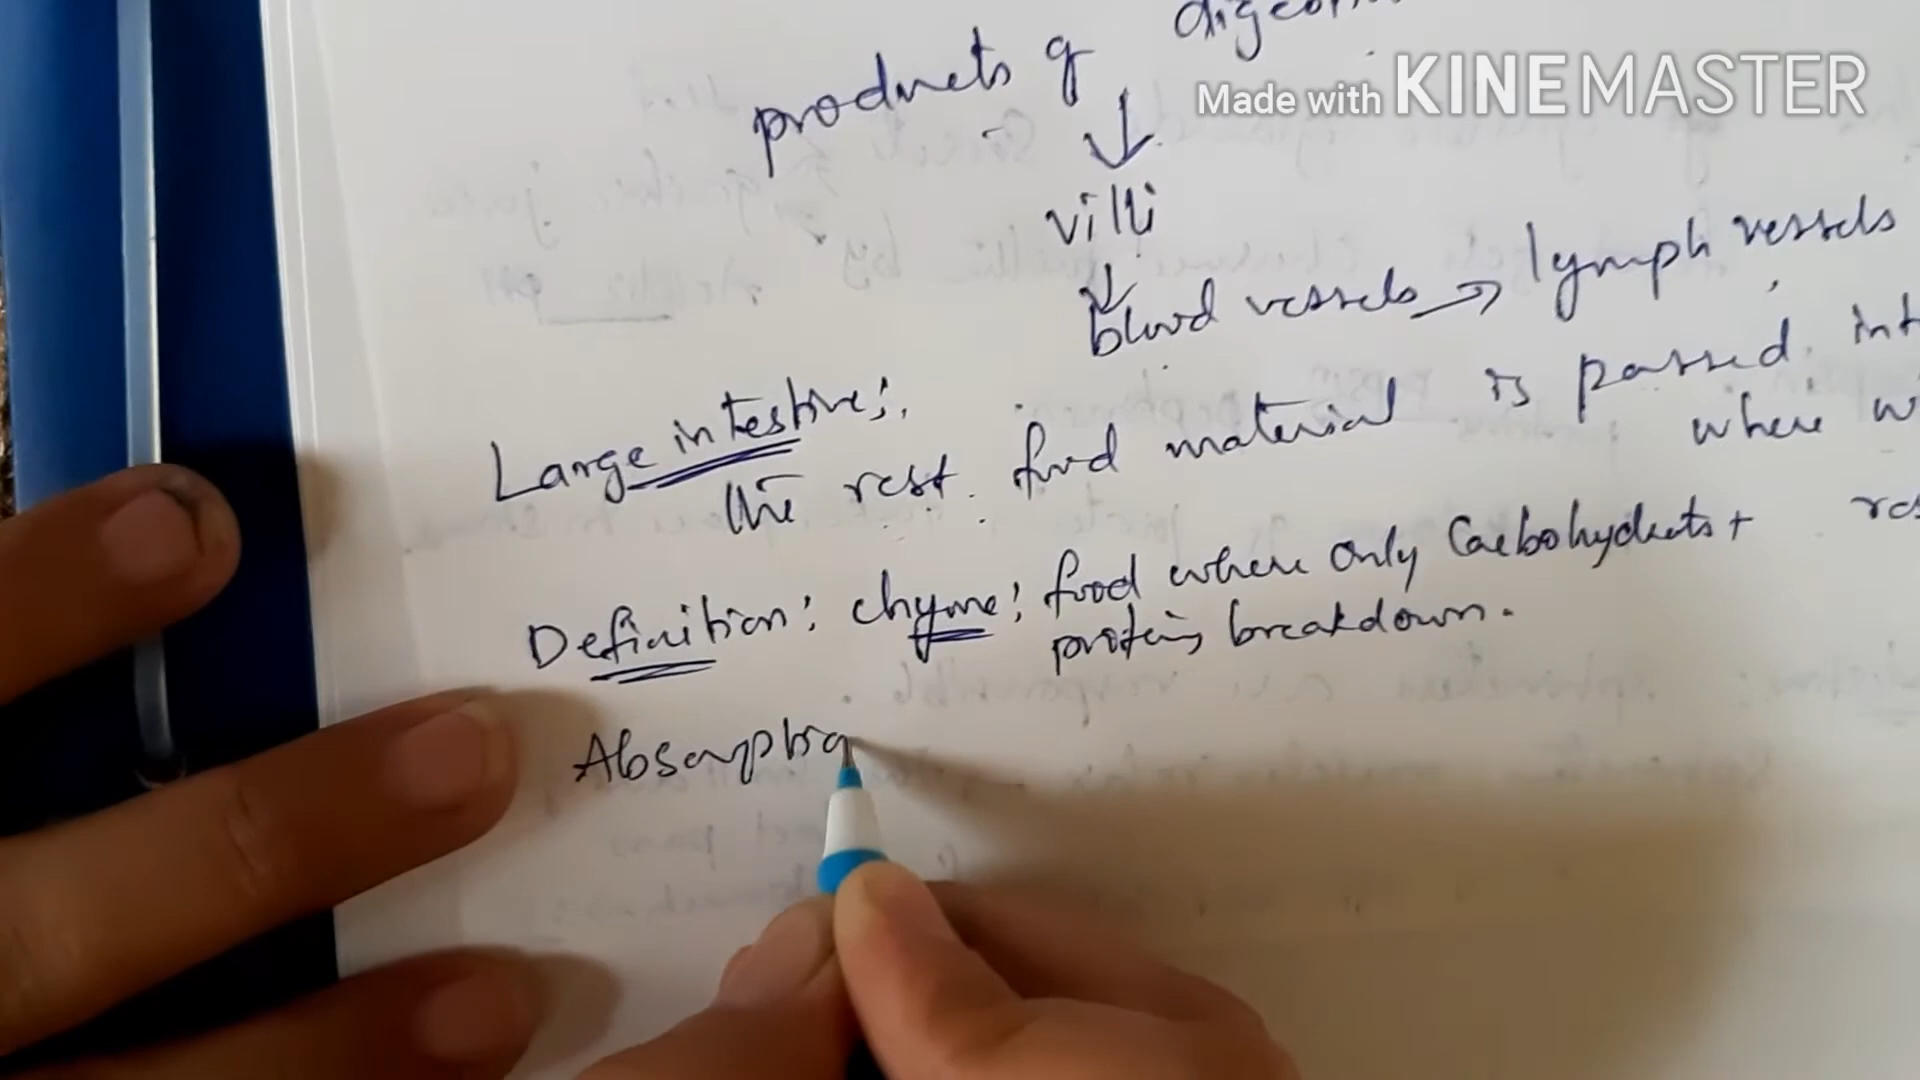 products of
Made with KINEMASTER
villi
blood vessels → lymph vessels
Large intestine:
the rest food material is passed int
where w
Definition: chyme: food where only Carbohydrats +
proteins breakdown.
Absorptio